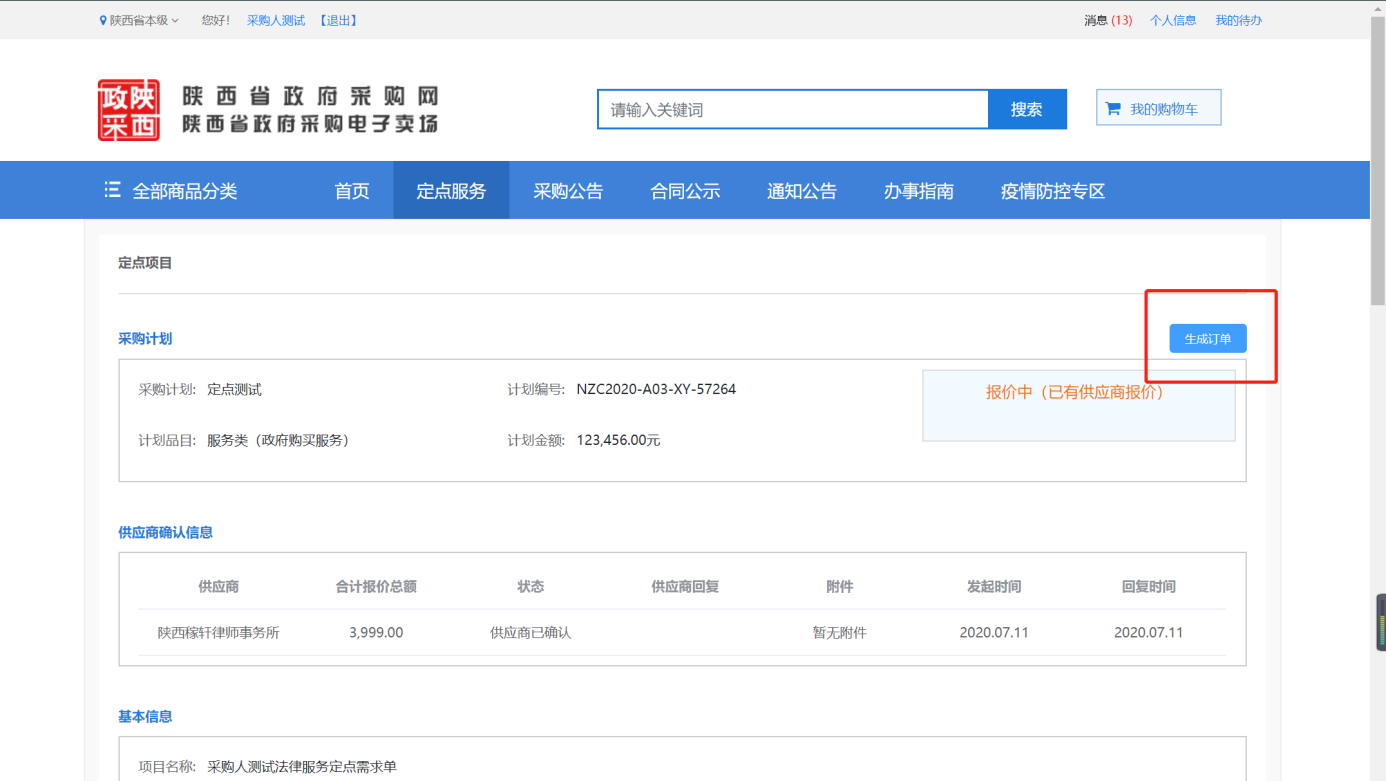 陕西省本级 您好！ 采购人测试 【退出】 消息 (13) 个人信息 我的待办
政陕
采西
陕西省政府采购网
陕西省政府采购电子卖场
请输入关键词 搜索 我的购物车
全部商品分类 首页 定点服务 采购公告 合同公示 通知公告 办事指南 疫情防控专区
定点项目
采购计划 生成订单
采购计划: 定点测试 计划编号: NZC2020-A03-XY-57264 报价中（已有供应商报价）
计划品目: 服务类（政府购买服务） 计划金额: 123,456.00元
供应商确认信息
供应商 合计报价总额 状态 供应商回复 附件 发起时间 回复时间
陕西稼轩律师事务所 3,999.00 供应商已确认 暂无附件 2020.07.11 2020.07.11
基本信息
项目名称: 采购人测试法律服务定点需求单